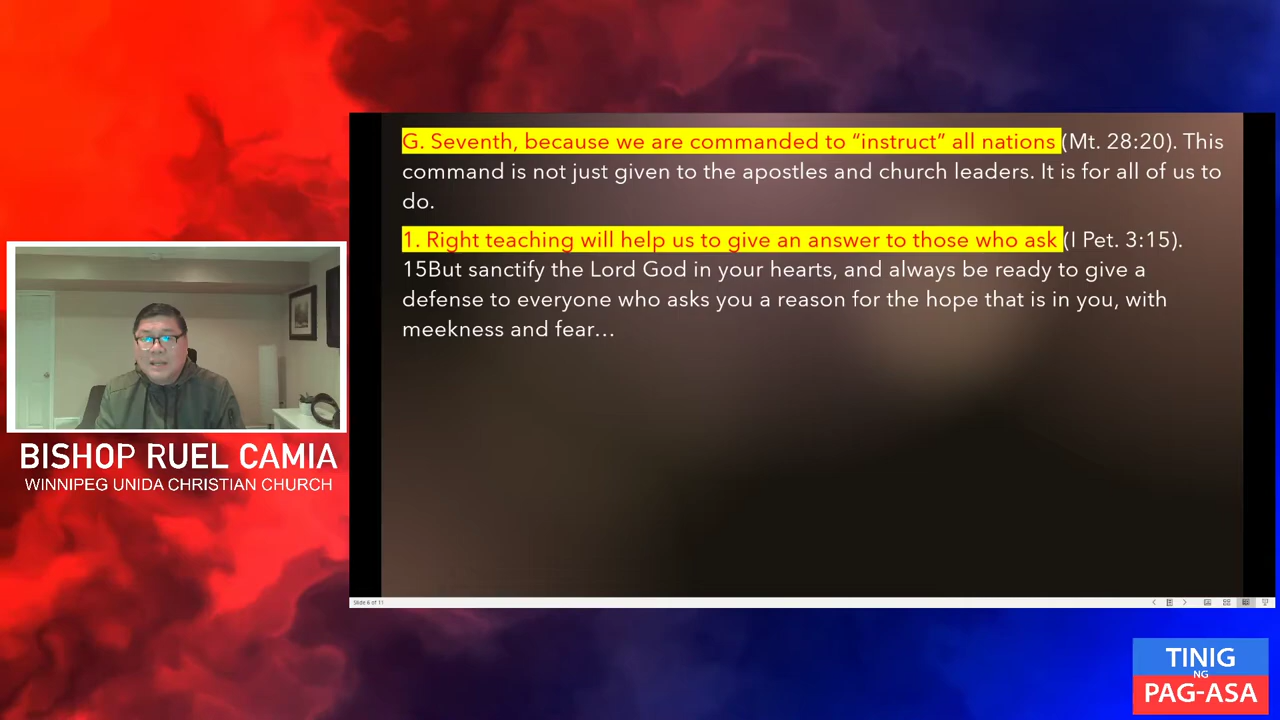 G. Seventh, because we are commanded to “instruct” all nations (Mt. 28:20). This
command is not just given to the apostles and church leaders. It is for all of us to
do.
1. Right teaching will help us to give an answer to those who ask (I Pet. 3:15).
15But sanctify the Lord God in your hearts, and always be ready to give a
defense to everyone who asks you a reason for the hope that is in you, with
meekness and fear…
BISHOP RUEL CAMIA
WINNIPEG UNIDA CHRISTIAN CHURCH
Slide 6 of 11
TINIG
NG
PAG-ASA